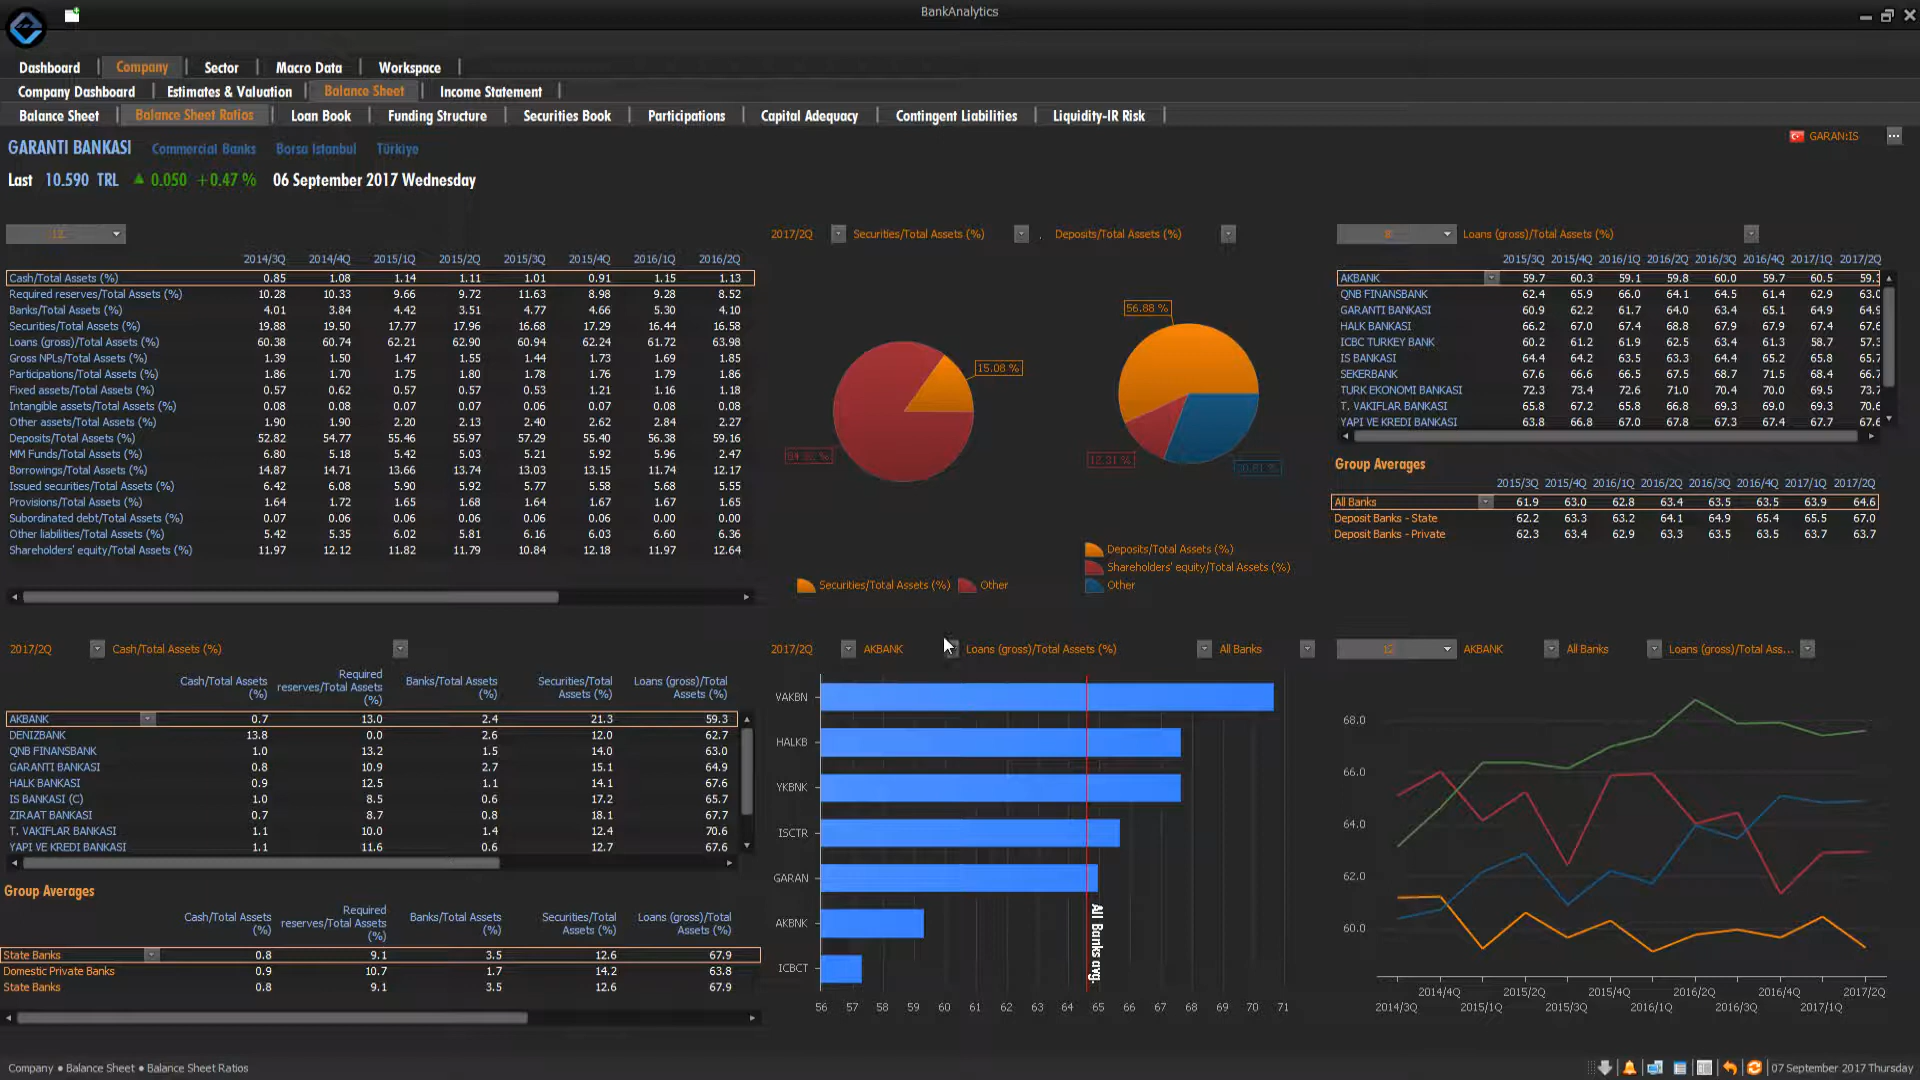 BankAnalytics
Dashboard Company Sector Macro Data Workspace
Company Dashboard Estimates & Valuation Balance Sheet Income Statement
Balance Sheet Balance Sheet Ratios Loan Book Funding Structure Securities Book Participations Capital Adequacy Contingent Liabilities Liquidity-IR Risk
GARANTI BANKASI Commercial Banks Borsa Istanbul Türkiye
GARAN:IS
Last 10.590 TRL 0.050 +0.47 % 06 September 2017 Wednesday
12
2014/3Q 2014/4Q 2015/1Q 2015/2Q 2015/3Q 2015/4Q 2016/1Q 2016/2Q
Cash/Total Assets (%) 0.85 1.08 1.14 1.11 1.01 0.91 1.15 1.13
Required reserves/Total Assets (%) 10.28 10.33 9.66 9.72 11.63 8.98 9.28 8.52
Banks/Total Assets (%) 4.01 3.84 4.42 3.51 4.77 4.66 5.30 4.10
Securities/Total Assets (%) 19.88 19.50 17.77 17.96 16.68 17.29 16.44 16.58
Loans (gross)/Total Assets (%) 60.38 60.74 62.21 62.90 60.94 62.24 61.72 63.98
Gross NPLs/Total Assets (%) 1.39 1.50 1.47 1.55 1.44 1.73 1.69 1.85
Participations/Total Assets (%) 1.86 1.70 1.75 1.80 1.78 1.76 1.79 1.86
Fixed assets/Total Assets (%) 0.57 0.62 0.57 0.57 0.53 1.21 1.16 1.18
Intangible assets/Total Assets (%) 0.08 0.08 0.07 0.07 0.06 0.07 0.08 0.08
Other assets/Total Assets (%) 1.90 1.90 2.20 2.13 2.40 2.62 2.84 2.27
Deposits/Total Assets (%) 52.82 54.77 55.46 55.97 57.29 55.40 56.38 59.16
MM Funds/Total Assets (%) 6.80 5.18 5.42 5.03 5.21 5.92 5.96 2.47
Borrowings/Total Assets (%) 14.87 14.71 13.66 13.74 13.03 13.15 11.74 12.17
Issued securities/Total Assets (%) 6.42 6.08 5.90 5.92 5.77 5.58 5.68 5.55
Provisions/Total Assets (%) 1.64 1.72 1.65 1.68 1.64 1.67 1.67 1.65
Subordinated debt/Total Assets (%) 0.07 0.06 0.06 0.06 0.06 0.06 0.00 0.00
Other liabilities/Total Assets (%) 5.42 5.35 6.02 5.81 6.16 6.03 6.60 6.36
Shareholders' equity/Total Assets (%) 11.97 12.12 11.82 11.79 10.84 12.18 11.97 12.64
2017/2Q Securities/Total Assets (%) . Deposits/Total Assets (%)
15.08 %
56.88 %
12.31 %
Securities/Total Assets (%) Other
Deposits/Total Assets (%)
Shareholders' equity/Total Assets (%)
Other
8 Loans (gross)/Total Assets (%)
2015/3Q 2015/4Q 2016/1Q 2016/2Q 2016/3Q 2016/4Q 2017/1Q 2017/2Q
AKBANK 59.7 60.3 59.1 59.8 60.0 59.7 60.5 59.3
QNB FINANSBANK 62.4 65.9 66.0 64.1 64.5 61.4 62.9 63.0
GARANTI BANKASI 60.9 62.2 61.7 64.0 63.4 65.1 64.9 64.9
HALK BANKASI 66.2 67.0 67.4 68.8 67.9 67.9 67.4 67.6
ICBC TURKEY BANK 60.2 61.2 61.9 62.5 63.4 61.3 58.7 57.3
IS BANKASI 64.4 64.2 63.5 63.3 64.4 65.2 65.8 65.7
SEKERBANK 67.6 66.6 66.5 67.5 68.7 71.5 68.4 66.7
TURK EKONOMI BANKASI 72.3 73.4 72.6 71.0 70.4 70.0 69.5 73.7
T. VAKIFLAR BANKASI 65.8 67.2 65.8 66.8 69.3 69.0 69.3 70.6
YAPI VE KREDI BANKASI 63.8 66.8 67.0 67.8 67.3 67.4 67.7 67.6
Group Averages
2015/3Q 2015/4Q 2016/1Q 2016/2Q 2016/3Q 2016/4Q 2017/1Q 2017/2Q
All Banks 61.9 63.0 62.8 63.4 63.5 63.5 63.9 64.6
Deposit Banks - State 62.2 63.3 63.2 64.1 64.9 65.4 65.5 67.0
Deposit Banks - Private 62.3 63.4 62.9 63.3 63.5 63.5 63.7 63.7
2017/2Q Cash/Total Assets (%)
Cash/Total Assets (%) Required reserves/Total Assets (%) Banks/Total Assets (%) Securities/Total Assets (%) Loans (gross)/Total Assets (%)
AKBANK 0.7 13.0 2.4 21.3 59.3
DENIZBANK 13.8 0.0 2.6 12.0 62.7
QNB FINANSBANK 1.0 13.2 1.5 14.0 63.0
GARANTI BANKASI 0.8 10.9 2.7 15.1 64.9
HALK BANKASI 0.9 12.5 1.1 14.1 67.6
IS BANKASI (C) 1.0 8.5 0.6 17.2 65.7
ZIRAAT BANKASI 0.7 8.7 0.8 18.1 67.7
T. VAKIFLAR BANKASI 1.1 10.0 1.4 12.4 70.6
YAPI VE KREDI BANKASI 1.1 11.6 0.6 12.7 67.6
Group Averages
Cash/Total Assets (%) Required reserves/Total Assets (%) Banks/Total Assets (%) Securities/Total Assets (%) Loans (gross)/Total Assets (%)
State Banks 0.8 9.1 3.5 12.6 67.9
Domestic Private Banks 0.9 10.7 1.7 14.2 63.8
State Banks 0.8 9.1 3.5 12.6 67.9
2017/2Q AKBANK Loans (gross)/Total Assets (%) All Banks
VAKBN
HALKB
YKBNK
ISCTR
GARAN
AKBNK
ICBCT
All Banks avg.
56 57 58 59 60 61 62 63 64 65 66 67 68 69 70 71
12 AKBANK All Banks Loans (gross)/Total Ass...
68.0
66.0
64.0
62.0
60.0
2014/4Q 2015/2Q 2015/4Q 2016/2Q 2016/4Q 2017/2Q
2014/3Q 2015/1Q 2015/3Q 2016/1Q 2016/3Q 2017/1Q
Company ● Balance Sheet ● Balance Sheet Ratios
07 September 2017 Thursday